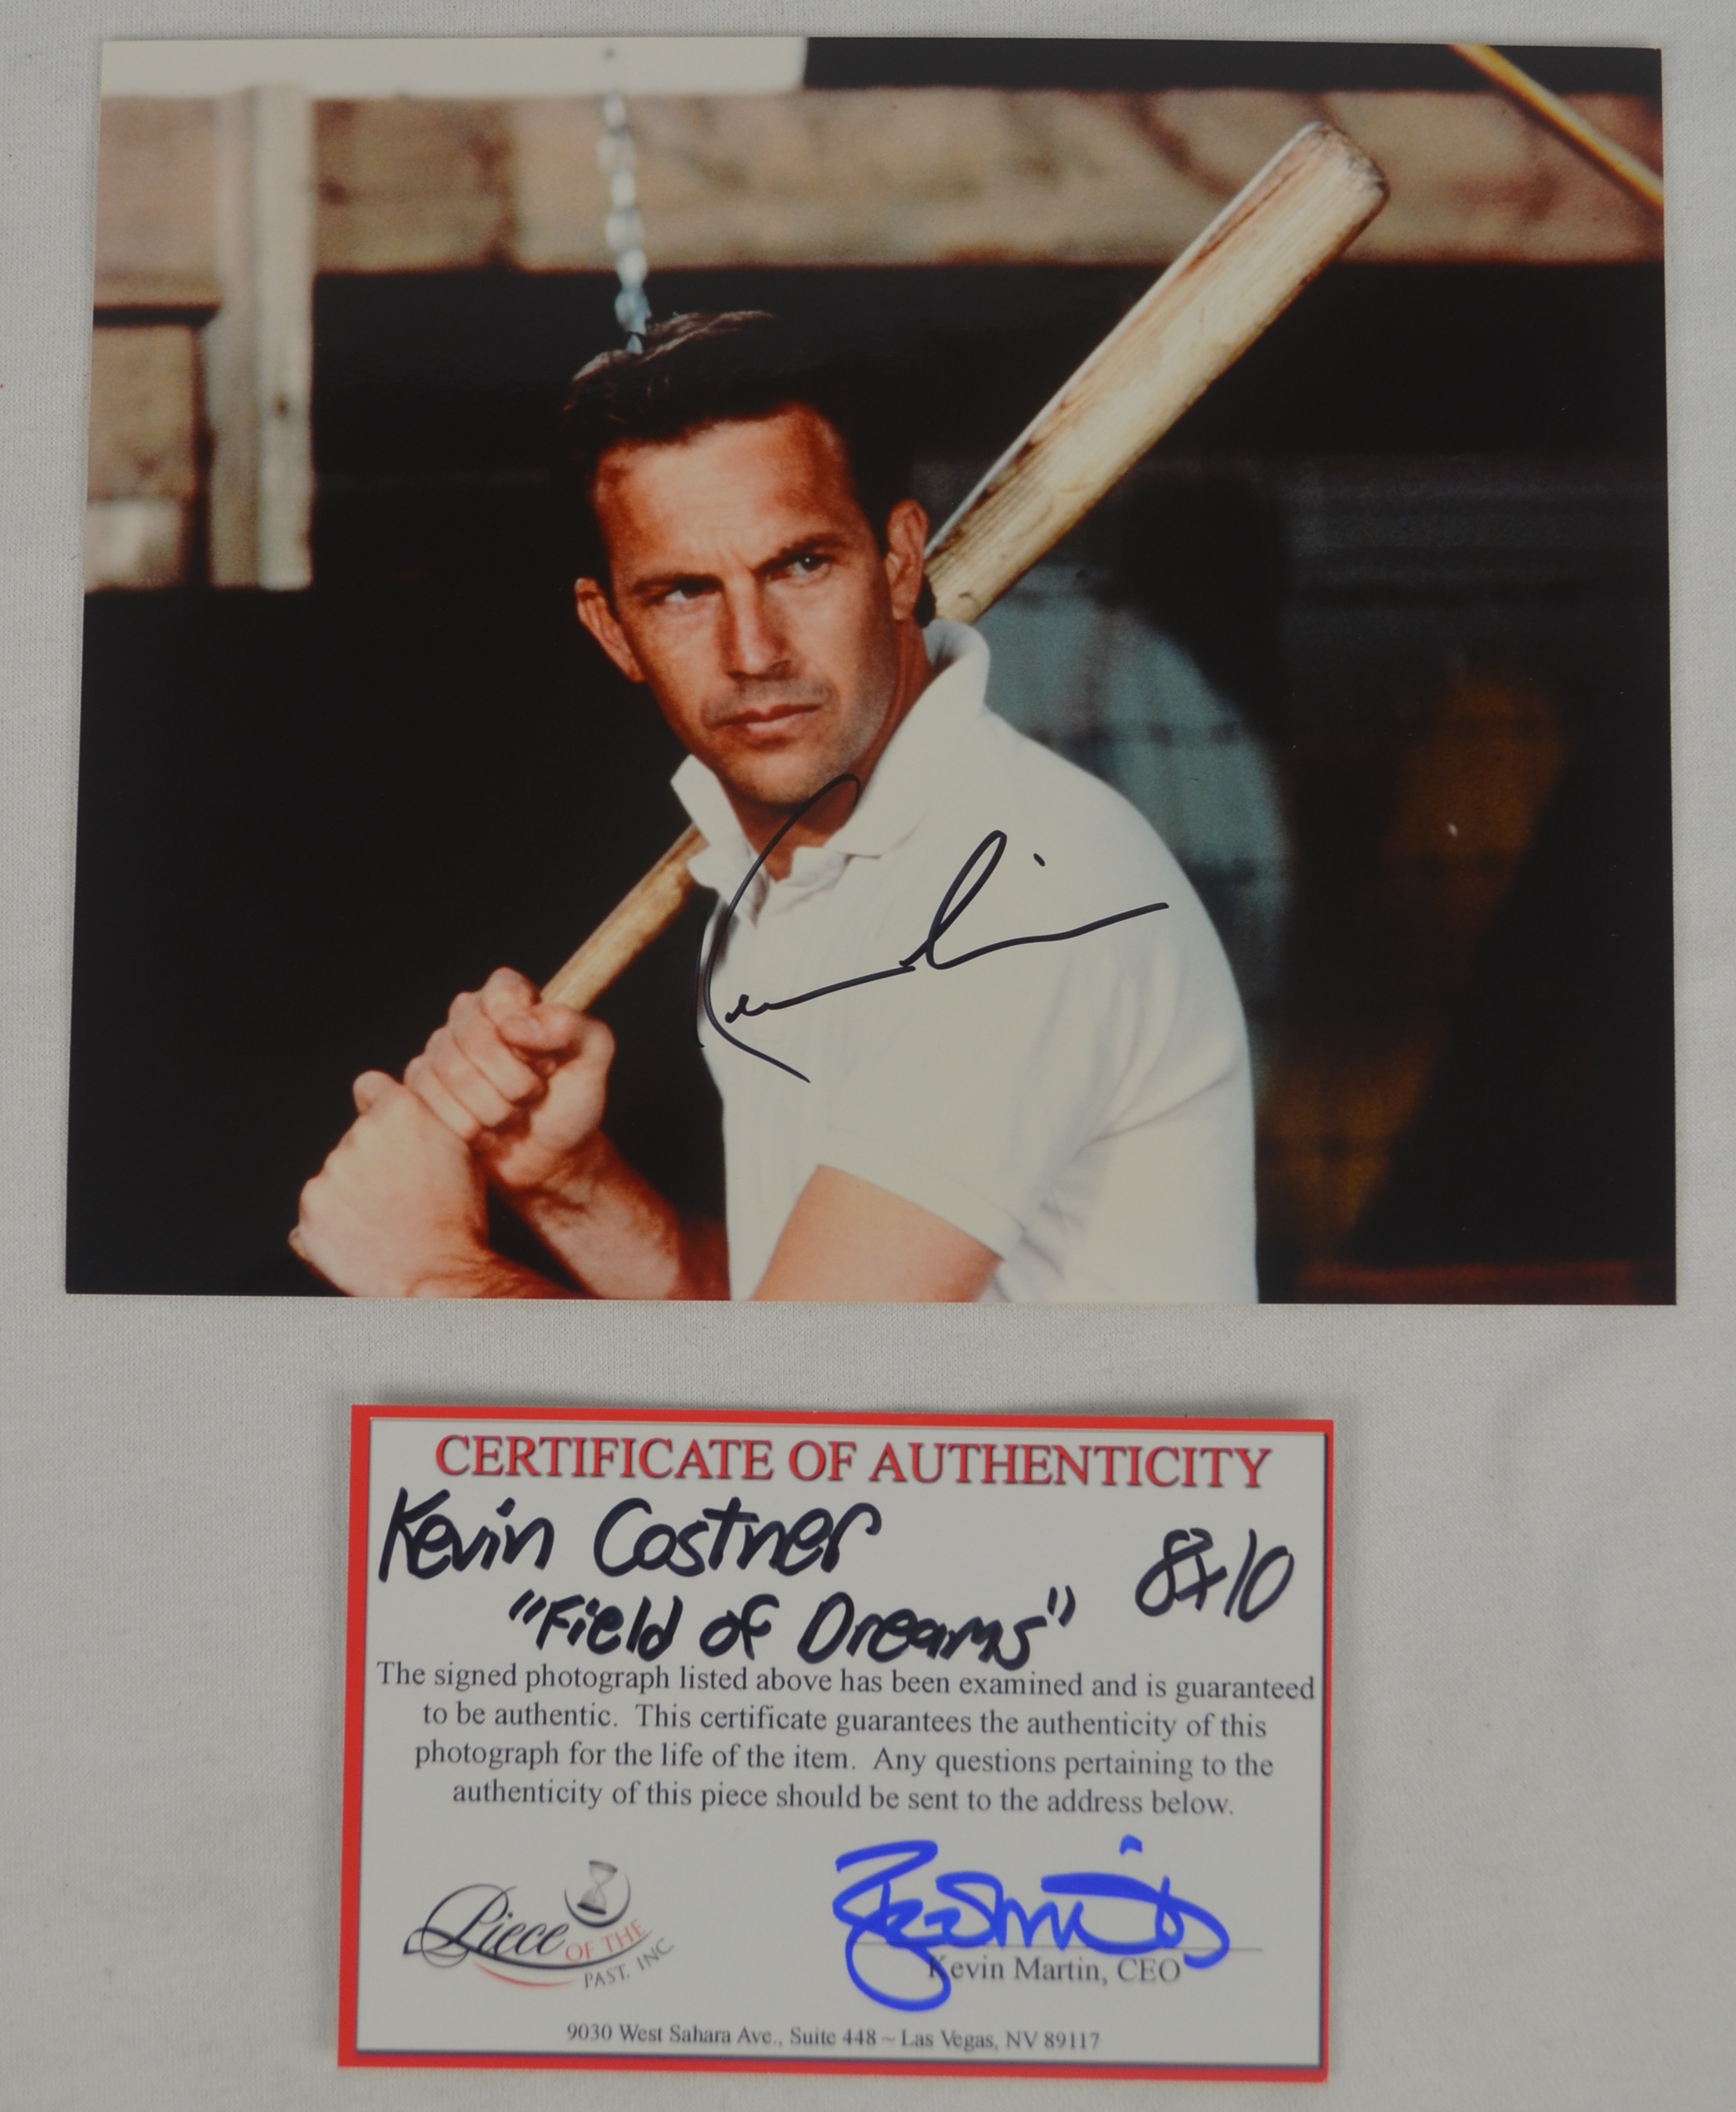 CERTIFICATE OF AUTHENTICITY
Kevin Costner 8x10
"Field of Dreams"
The signed photograph listed above has been examined and is guaranteed
to be authentic. This certificate guarantees the authenticity of this
photograph for the life of the item. Any questions pertaining to the
authenticity of this piece should be sent to the address below.
Piece OF THE
PAST, INC.
Kevin Martin, CEO
9030 West Sahara Ave., Suite 448 ~ Las Vegas, NV 89117